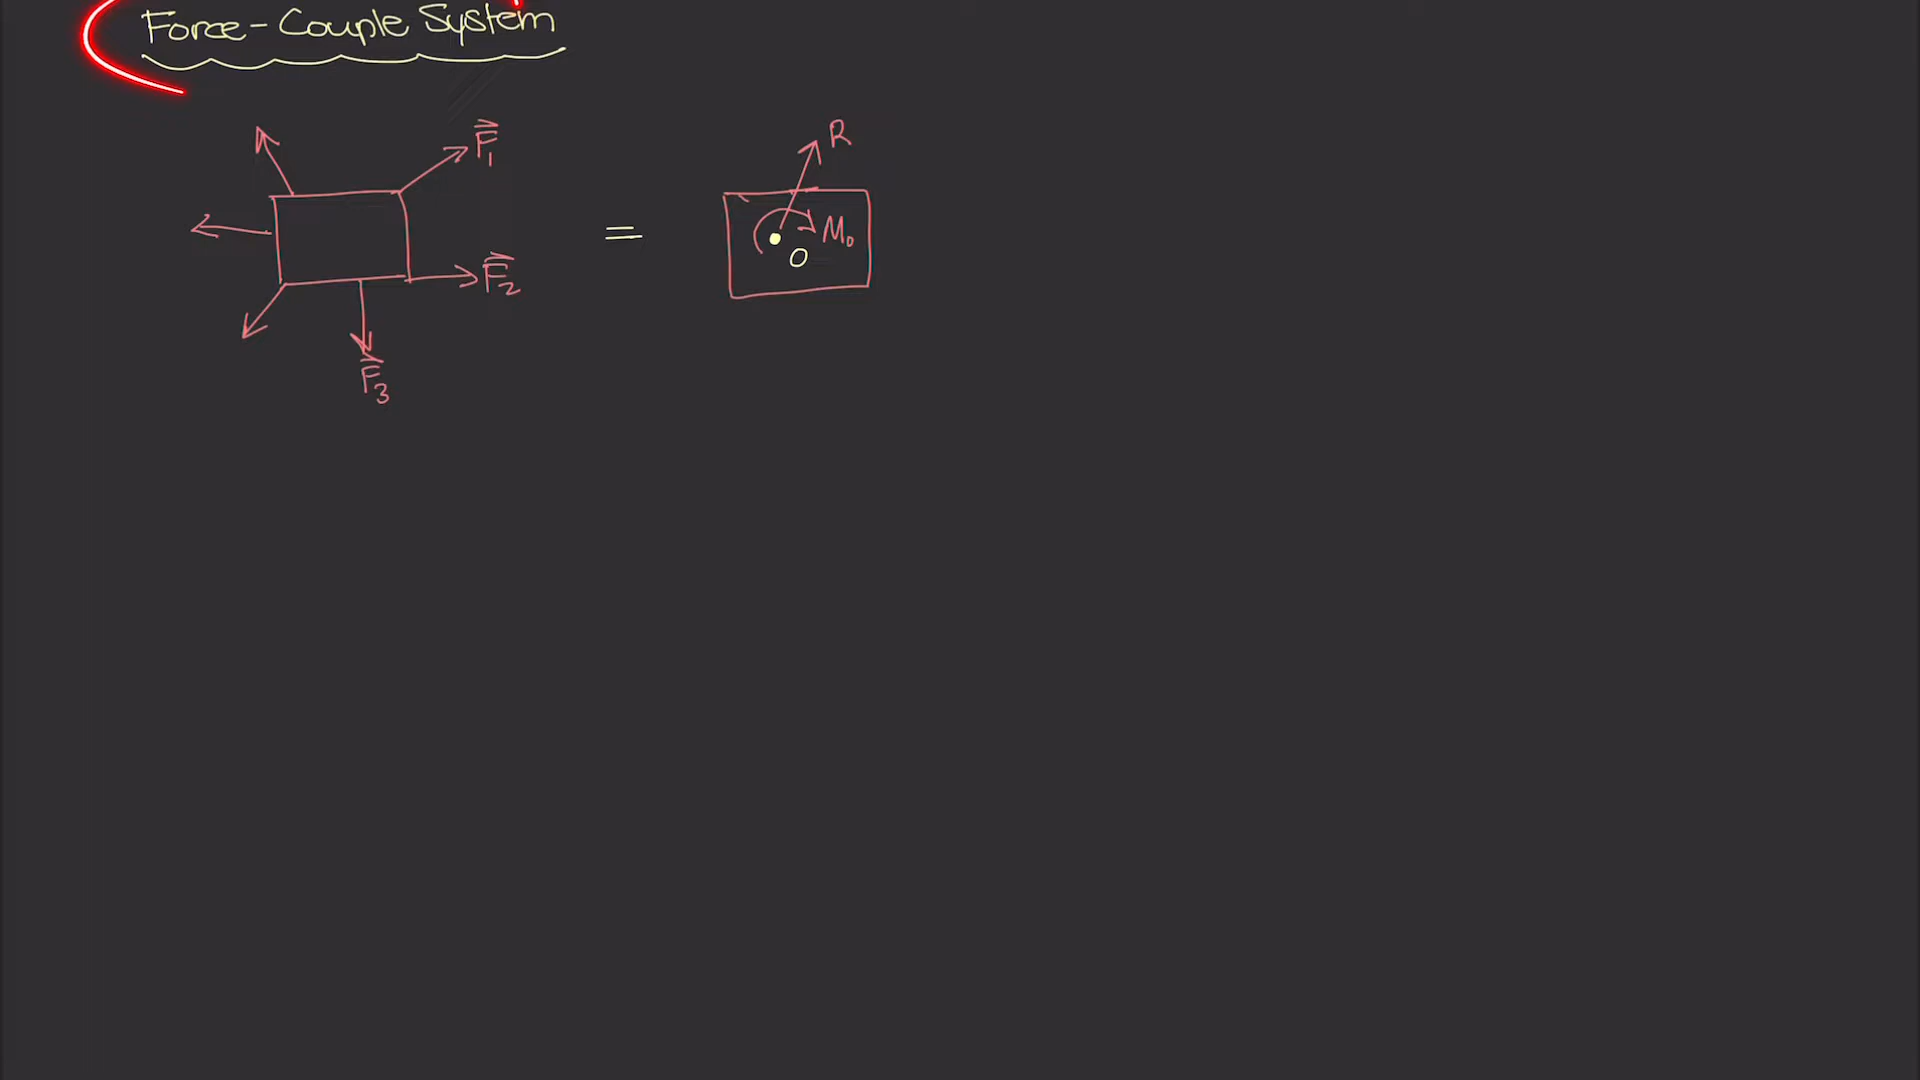 Force-Couple System
F⃗₁
R
M₀
=
O
F⃗₂
F⃗₃